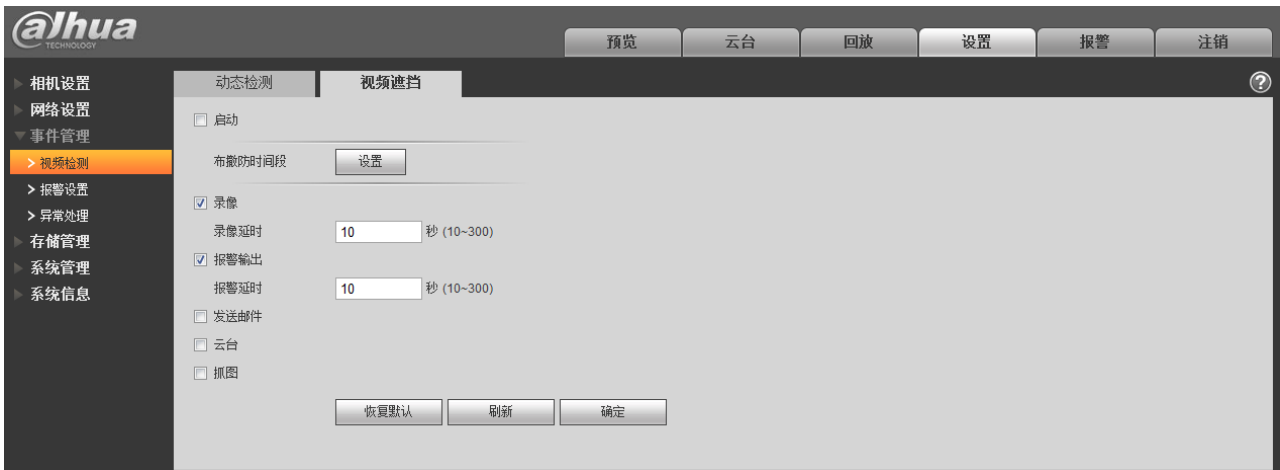 alhua
TECHNOLOGY
预览 云台 回放 设置 报警 注销
相机设置
网络设置
事件管理
> 视频检测
> 报警设置
> 异常处理
存储管理
系统管理
系统信息
动态检测 视频遮挡 ?
启动
布撤防时间段 设置
录像
录像延时 10 秒 (10~300)
报警输出
报警延时 10 秒 (10~300)
发送邮件
云台
抓图
恢复默认 刷新 确定